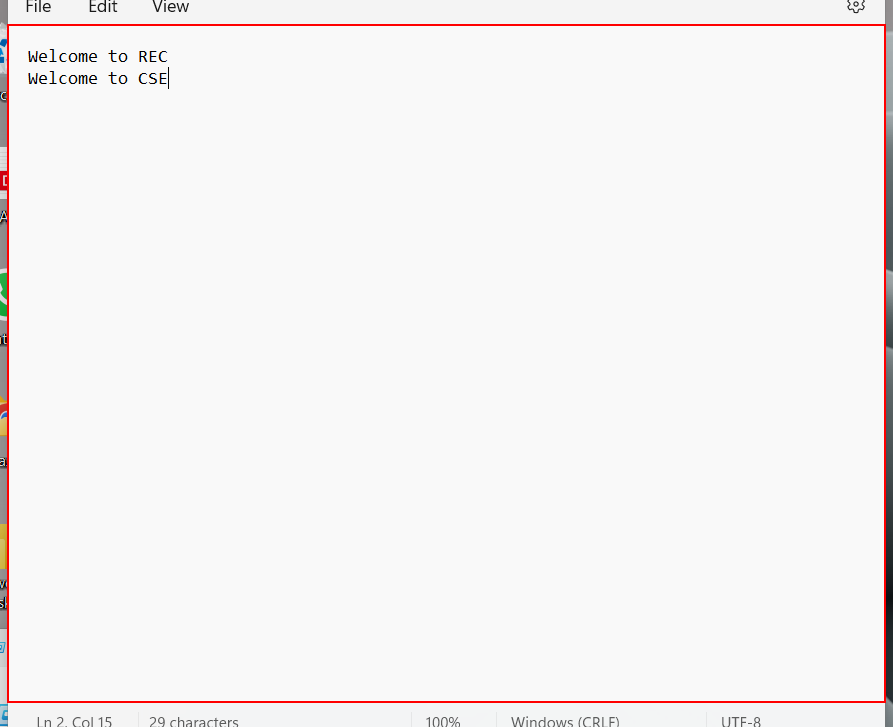 File Edit View
Welcome to REC
Welcome to CSE
Ln 2, Col 15 29 characters 100% Windows (CRLF) UTF-8